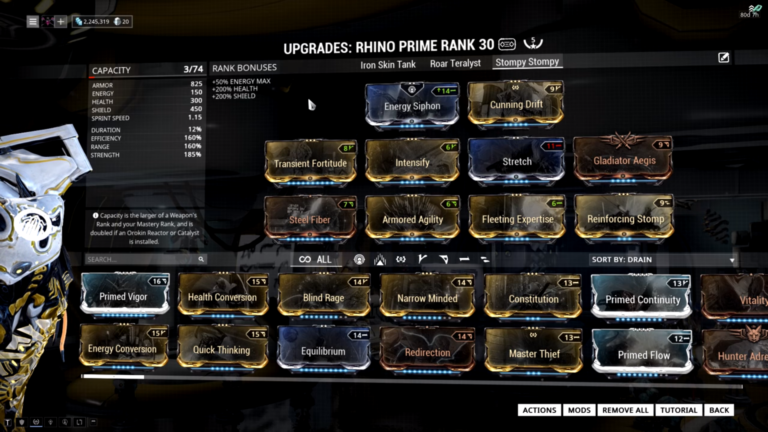 2,245,319 20
80d 7h
UPGRADES: RHINO PRIME RANK 30
Iron Skin Tank Roar Teralyst Stompy Stompy
CAPACITY 3/74
ARMOR 825
ENERGY 150
HEALTH 300
SHIELD 450
SPRINT SPEED 1.15
DURATION 12%
EFFICIENCY 160%
RANGE 160%
STRENGTH 185%
Capacity is the larger of a Weapon's
Rank and your Mastery Rank, and is
doubled if an Orokin Reactor or Catalyst
is installed.
RANK BONUSES
+50% ENERGY MAX
+200% HEALTH
+200% SHIELD
14 9
Energy Siphon Cunning Drift
8 6 11 9
Transient Fortitude Intensify Stretch Gladiator Aegis
7 6 6 9
Steel Fiber Armored Agility Fleeting Expertise Reinforcing Stomp
SEARCH... ALL SORT BY: DRAIN
16 15 14 14 13 13
Primed Vigor Health Conversion Blind Rage Narrow Minded Constitution Primed Continuity Vitality
15 15 14 14 13 12
Energy Conversion Quick Thinking Equilibrium Redirection Master Thief Primed Flow Hunter Adre
ACTIONS MODS REMOVE ALL TUTORIAL BACK